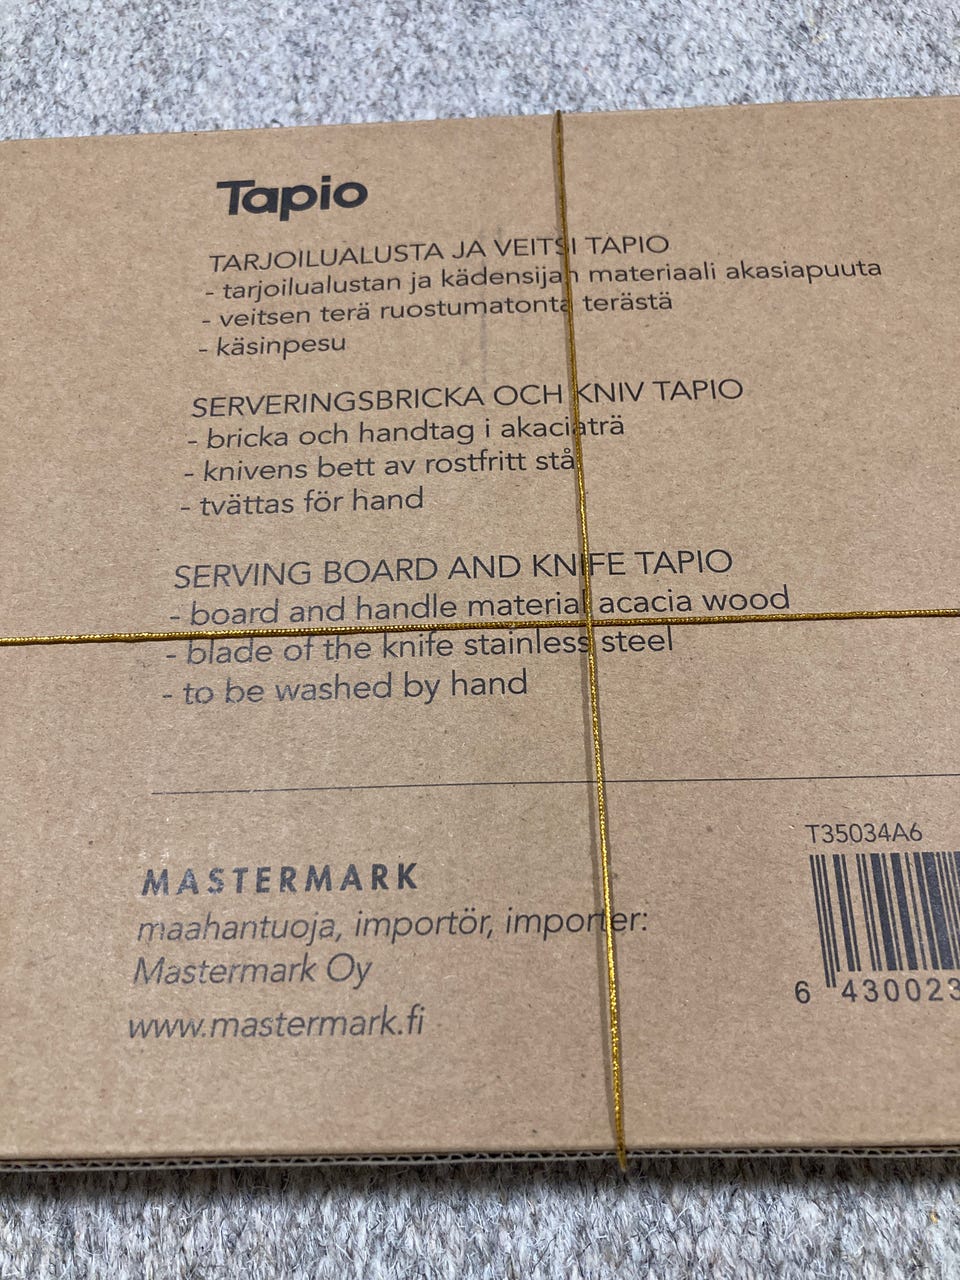 Tapio
TARJOILUALUSTA JA VEITSI TAPIO
- tarjoilualustan ja kädensijan materiaali akasiapuuta
- veitsen terä ruostumatonta terästä
- käsinpesu
SERVERINGSBRICKA OCH KNIV TAPIO
- bricka och handtag i akaciaträ
- knivens bett av rostfritt stål
- tvättas för hand
SERVING BOARD AND KNIFE TAPIO
- board and handle material acacia wood
- blade of the knife stainless steel
- to be washed by hand
MASTERMARK
maahantuoja, importör, importer:
Mastermark Oy
www.mastermark.fi
T35034A6
6 430023